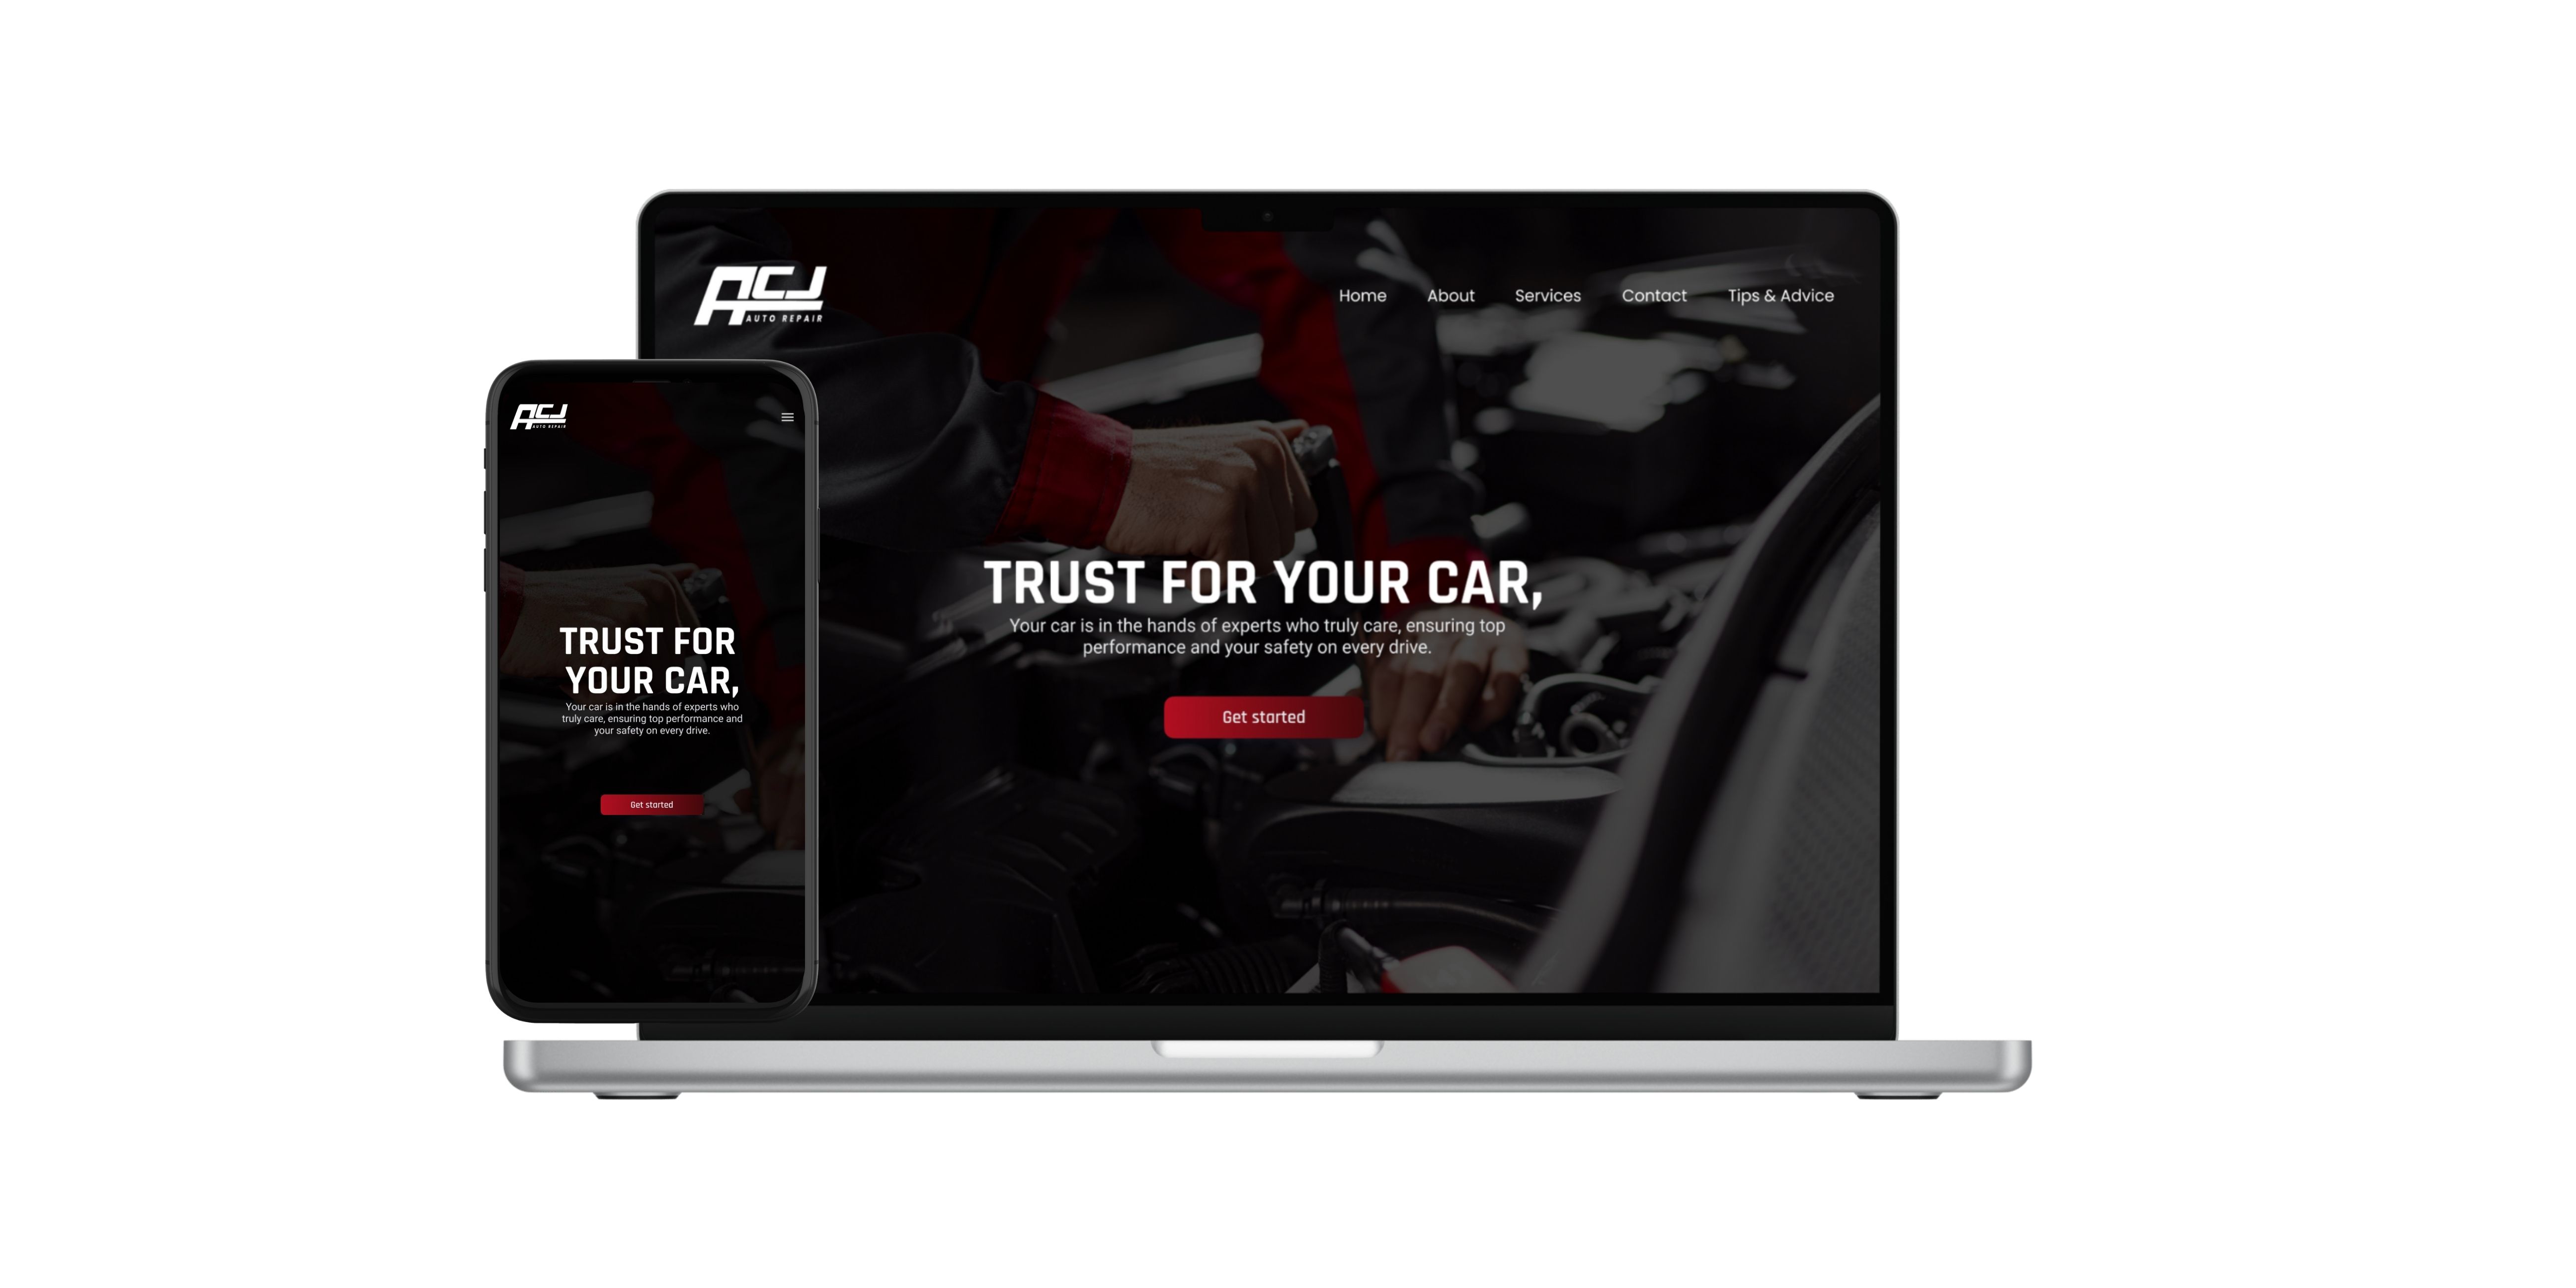 ACJ
AUTO REPAIR
Home About Services Contact Tips & Advice
TRUST FOR YOUR CAR,
Your car is in the hands of experts who truly care, ensuring top
performance and your safety on every drive.
Get started
ACJ
AUTO REPAIR
TRUST FOR
YOUR CAR,
Your car is in the hands of experts who
truly care, ensuring top performance and
your safety on every drive.
Get started